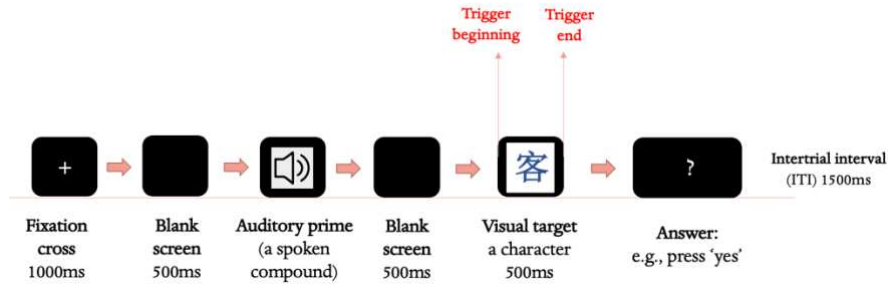 Trigger
beginning
Trigger
end
+
客
?
Intertrial interval
(ITI) 1500ms
Fixation
cross
1000ms
Blank
screen
500ms
Auditory prime
(a spoken
compound)
Blank
screen
500ms
Visual target
a character
500ms
Answer:
e.g., press ‘yes’